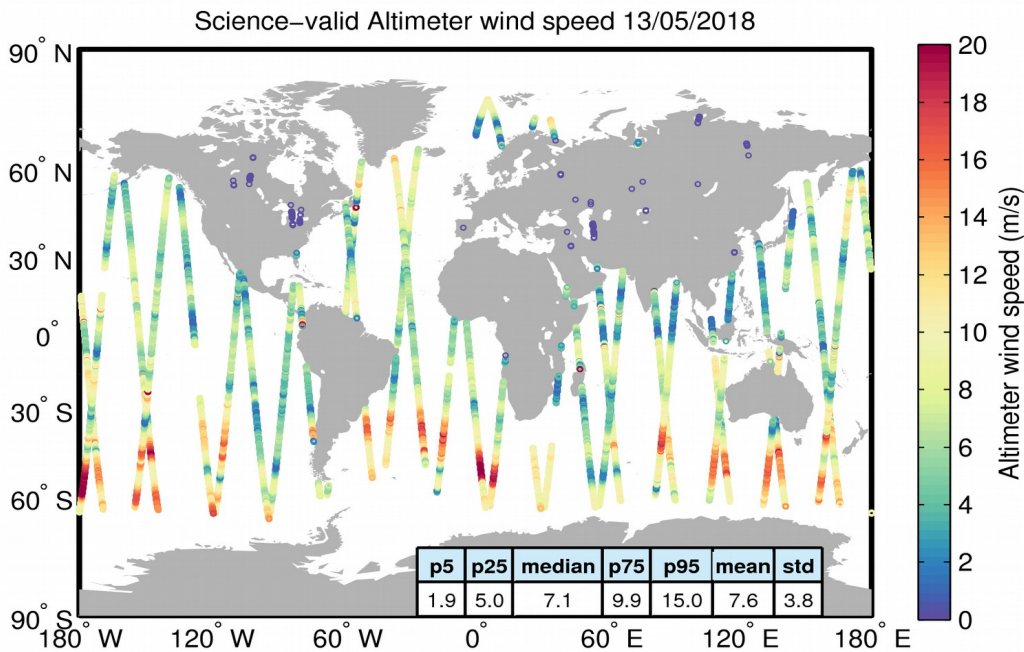 Science−valid Altimeter wind speed 13/05/2018
90° N
60° N
30° N
0°
30° S
60° S
90° S
180° W
120° W
60° W
0°
60° E
120° E
180° E
p5 p25 median p75 p95 mean std
1.9 5.0 7.1 9.9 15.0 7.6 3.8
20
18
16
14
12
10
8
6
4
2
0
Altimeter wind speed (m/s)